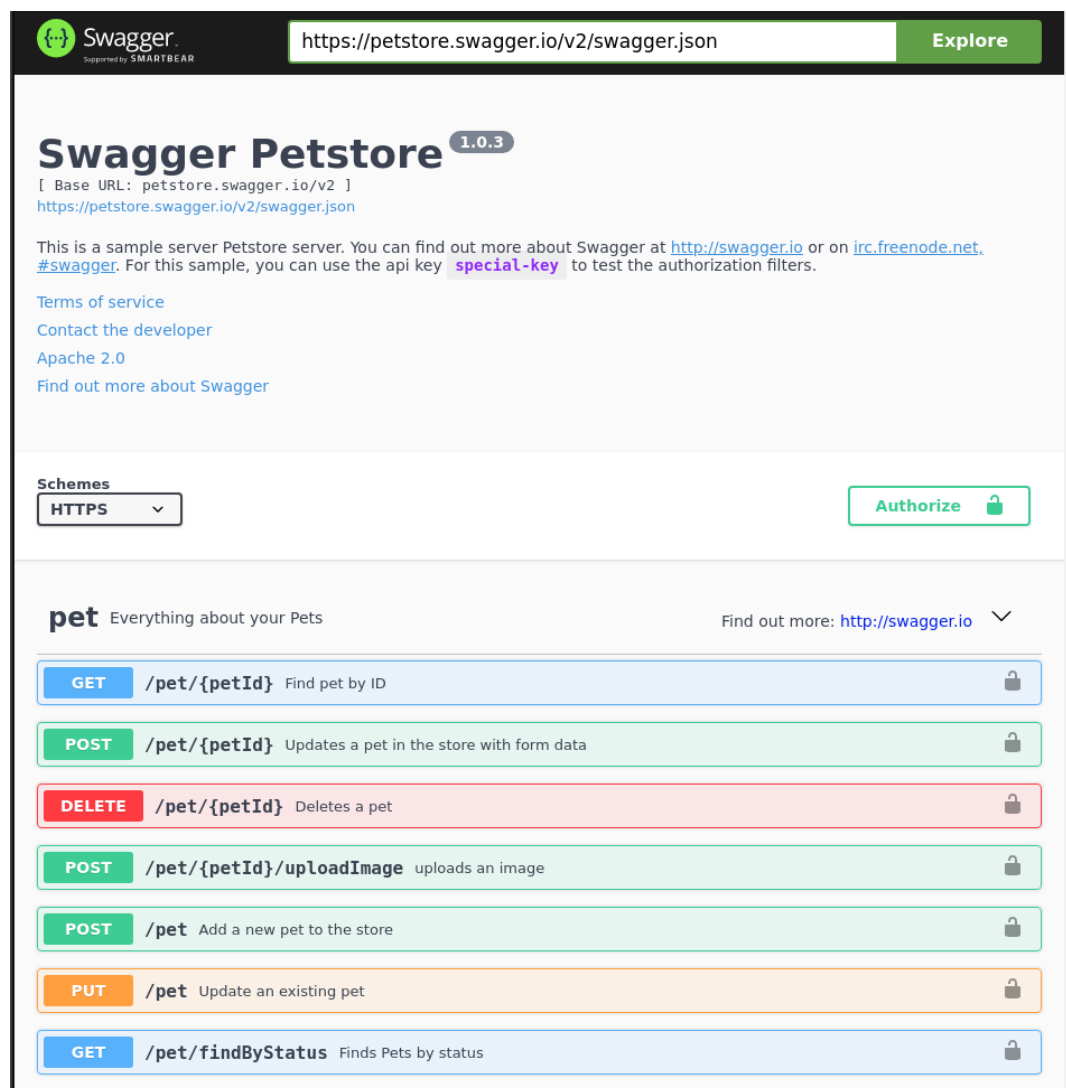 Swagger.
Supported by SMARTBEAR
https://petstore.swagger.io/v2/swagger.json
Explore
Swagger Petstore 1.0.3
[ Base URL: petstore.swagger.io/v2 ]
https://petstore.swagger.io/v2/swagger.json
This is a sample server Petstore server. You can find out more about Swagger at http://swagger.io or on irc.freenode.net,
#swagger. For this sample, you can use the api key special-key to test the authorization filters.
Terms of service
Contact the developer
Apache 2.0
Find out more about Swagger
Schemes
HTTPS
Authorize
pet Everything about your Pets
Find out more: http://swagger.io
GET /pet/{petId} Find pet by ID
POST /pet/{petId} Updates a pet in the store with form data
DELETE /pet/{petId} Deletes a pet
POST /pet/{petId}/uploadImage uploads an image
POST /pet Add a new pet to the store
PUT /pet Update an existing pet
GET /pet/findByStatus Finds Pets by status